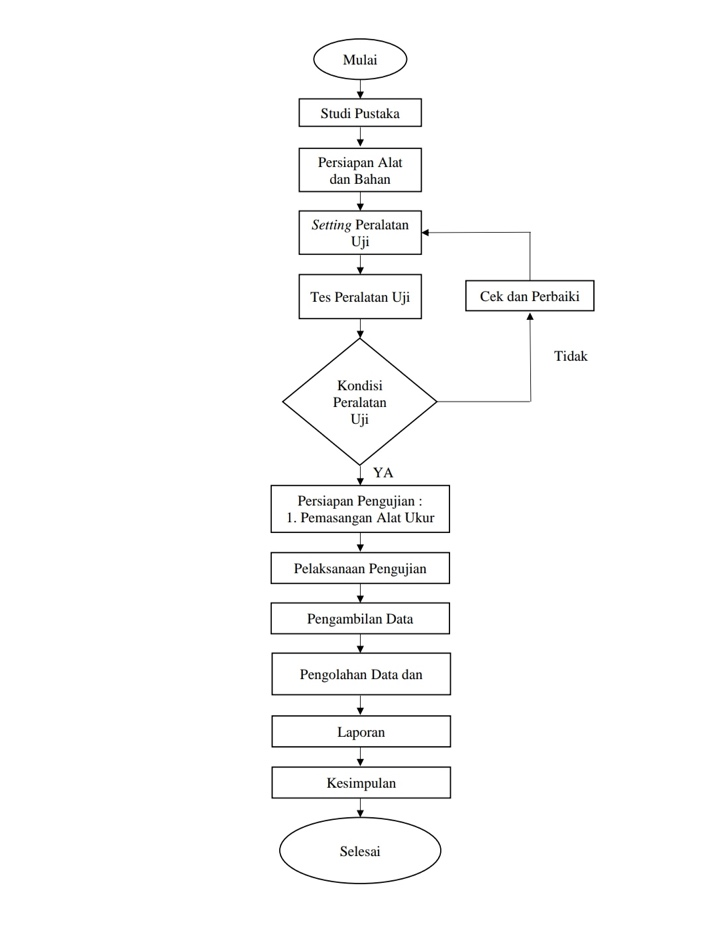 Mulai
Studi Pustaka
Persiapan Alat
dan Bahan
Setting Peralatan
Uji
Tes Peralatan Uji
Cek dan Perbaiki
Tidak
Kondisi
Peralatan
Uji
YA
Persiapan Pengujian :
1. Pemasangan Alat Ukur
Pelaksanaan Pengujian
Pengambilan Data
Pengolahan Data dan
Laporan
Kesimpulan
Selesai